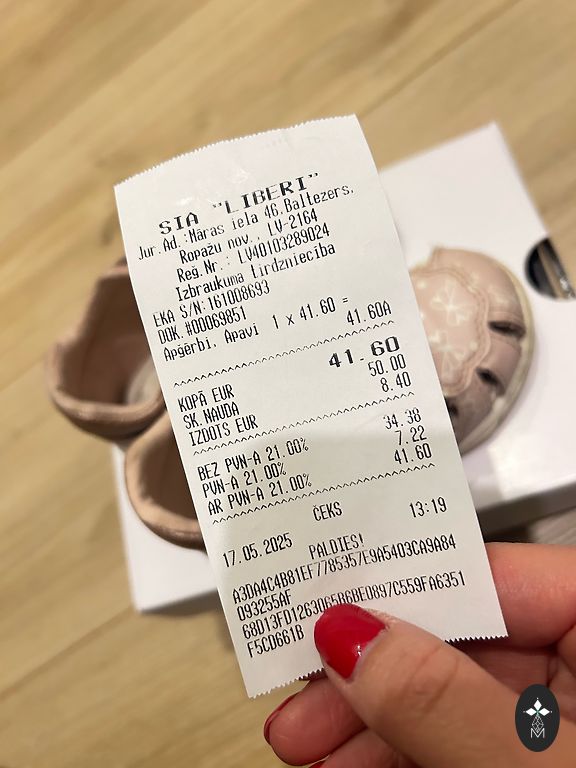 SIA "LIBERI"
Jur.Ad.:Māras iela 46,Baltezers,
Ropažu nov., LV-2164
Reg.Nr.: LV40103289024
Izbraukuma tirdzniecība
EKA S/N:161008693
DOK.#00069851
Apģērbi, Apavi 1 x 41.60 =
41.60A
KOPĀ EUR 41.60
SK.NAUDA 50.00
IZDOTS EUR 8.40
BEZ PVN-A 21.00% 34.38
PVN-A 21.00% 7.22
AR PVN-A 21.00% 41.60
ČEKS
17.05.2025 13:19
PALDIES!
A3DA4C4B81EF7785357E9A5403CA9A84
D93255AF
68D13FD1263065B6BED897C559FA6351
F5CD661B
M